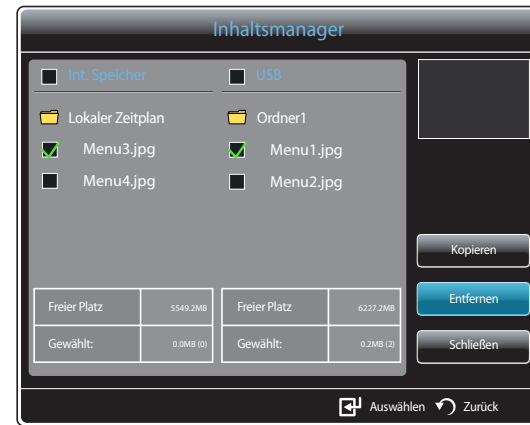 Inhaltsmanager
Int. Speicher
USB
Lokaler Zeitplan
Ordner1
Menu3.jpg
Menu1.jpg
Menu4.jpg
Menu2.jpg
Kopieren
Entfernen
Schließen
Freier Platz 5549.2MB
Freier Platz 6227.2MB
Gewählt: 0.0MB (0)
Gewählt: 0.2MB (2)
Auswählen Zurück